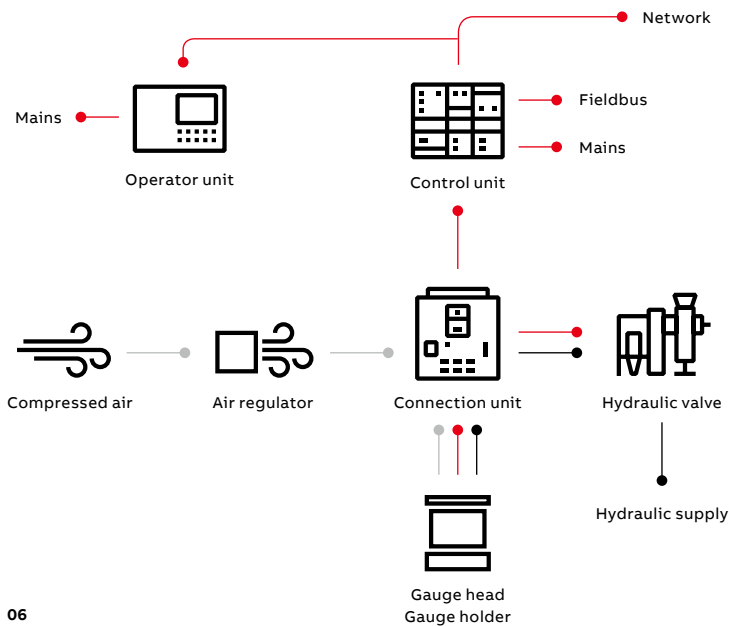 Network
Mains
Fieldbus
Mains
Operator unit
Control unit
Compressed air
Air regulator
Connection unit
Hydraulic valve
Hydraulic supply
Gauge head
Gauge holder
06